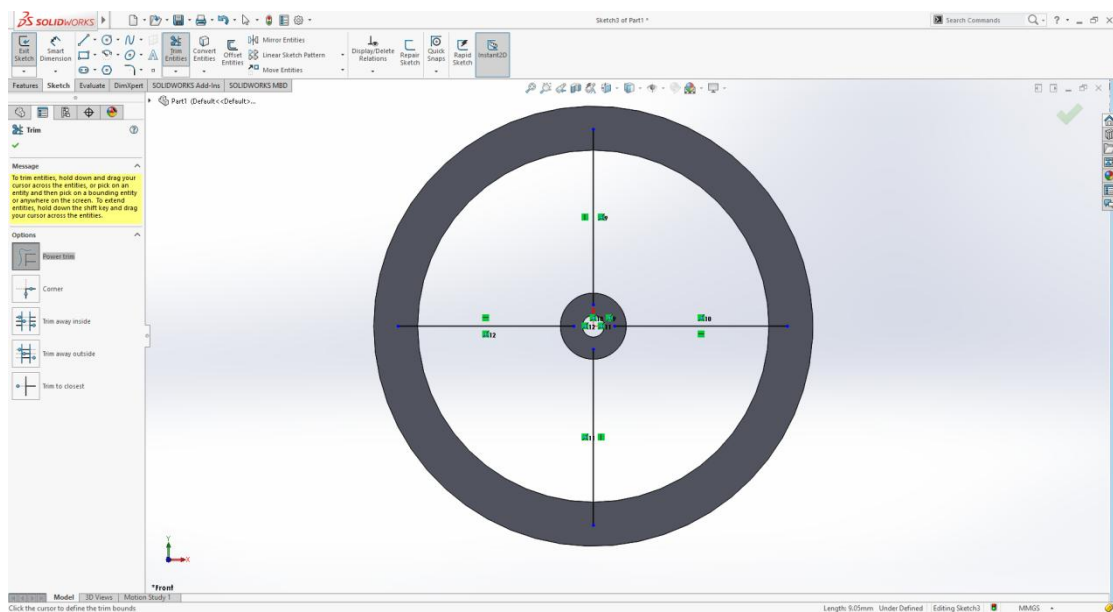 SOLIDWORKS
Sketch3 of Part1 *
Search Commands
Exit Sketch
Smart Dimension
Trim Entities
Convert Entities
Offset Entities
Mirror Entities
Linear Sketch Pattern
Move Entities
Display/Delete Relations
Repair Sketch
Quick Snaps
Rapid Sketch
Instant2D
Features Sketch Evaluate DimXpert SOLIDWORKS Add-Ins SOLIDWORKS MBD
Part1 (Default<<Default>...
Trim
Message
To trim entities, hold down and drag your
cursor across the entities, or pick on an
entity and then pick on a bounding entity
or anywhere on the screen. To extend
entities, hold down the shift key and drag
your cursor across the entities.
Options
Power trim
Corner
Trim away inside
Trim away outside
Trim to closest
9
12
10
12 11
11
Y
X
*Front
Model 3D Views Motion Study 1
Click the cursor to define the trim bounds
Length: 9.05mm Under Defined Editing Sketch3 MMGS